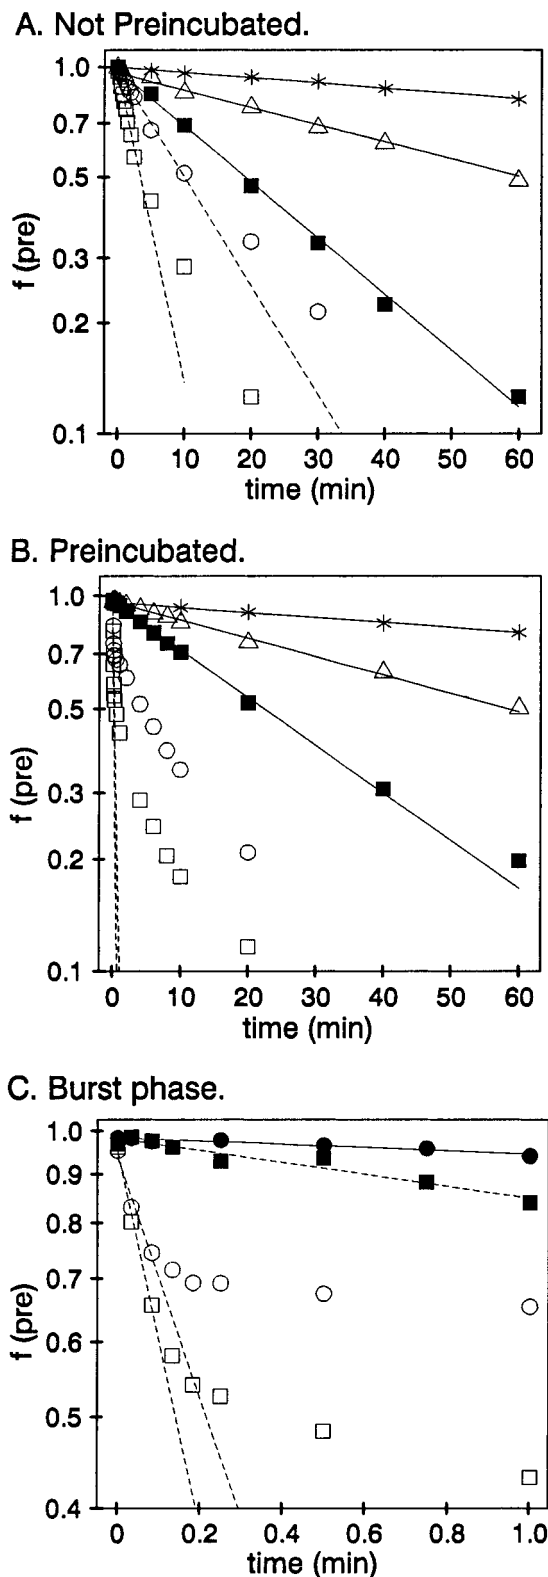 A. Not Preincubated.
1.0
0.7
0.5
0.3
0.2
0.1
f (pre)
0 10 20 30 40 50 60
time (min)
B. Preincubated.
1.0
0.7
0.5
0.3
0.2
0.1
f (pre)
0 10 20 30 40 50 60
time (min)
C. Burst phase.
1.0
0.9
0.8
0.7
0.6
0.5
0.4
f (pre)
0 0.2 0.4 0.6 0.8 1.0
time (min)